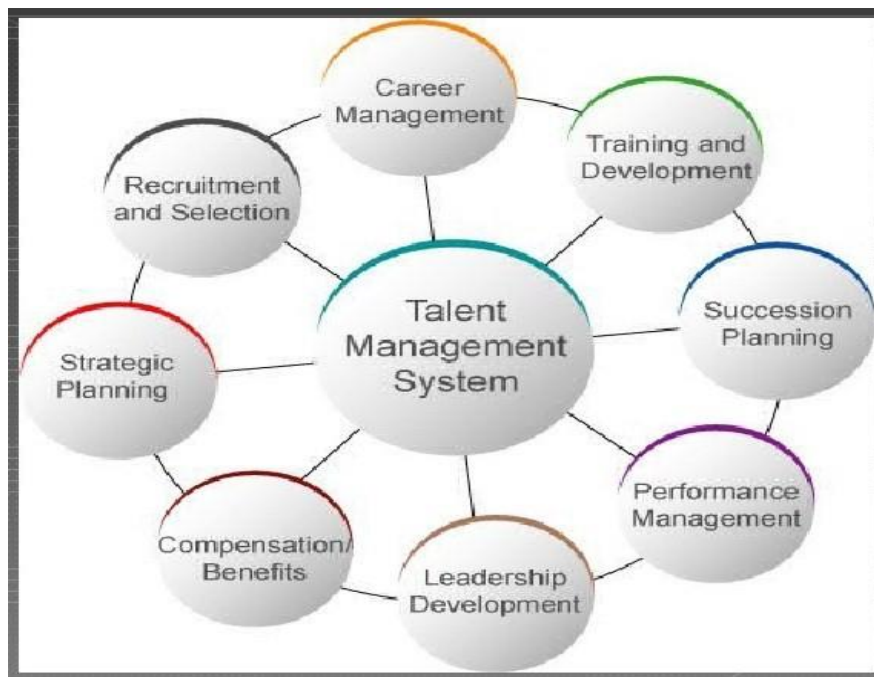 Career
Management
Training and
Development
Recruitment
and Selection
Talent
Management
System
Succession
Planning
Strategic
Planning
Performance
Management
Compensation/
Benefits
Leadership
Development